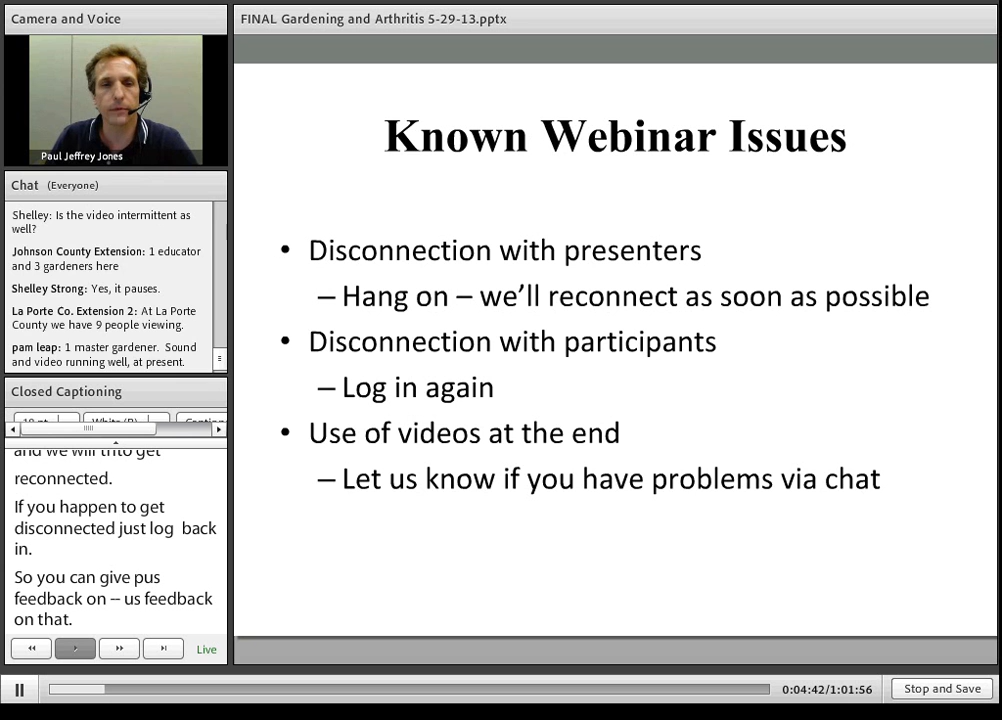 Camera and Voice
Paul Jeffrey Jones
Chat (Everyone)
Shelley: Is the video intermittent as
well?
Johnson County Extension: 1 educator
and 3 gardeners here
Shelley Strong: Yes, it pauses.
La Porte Co. Extension 2: At La Porte
County we have 9 people viewing.
pam leap: 1 master gardener. Sound
and video running well, at present.
Closed Captioning
and we will to get
reconnected.
If you happen to get
disconnected just log back
in.
So you can give pus
feedback on -- us feedback
on that.
Live
FINAL Gardening and Arthritis 5-29-13.pptx
Known Webinar Issues
• Disconnection with presenters
– Hang on – we’ll reconnect as soon as possible
• Disconnection with participants
– Log in again
• Use of videos at the end
– Let us know if you have problems via chat
0:04:42/1:01:56
Stop and Save